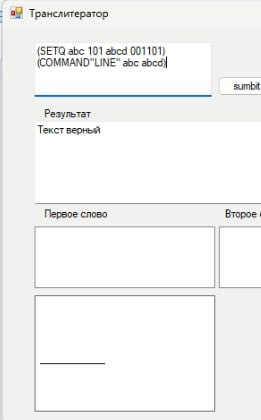 Транслитератор
(SETQ abc 101 abcd 001101)
(COMMAND"LINE" abc abcd)
sumbit
Результат
Текст верный
Первое слово
Второе